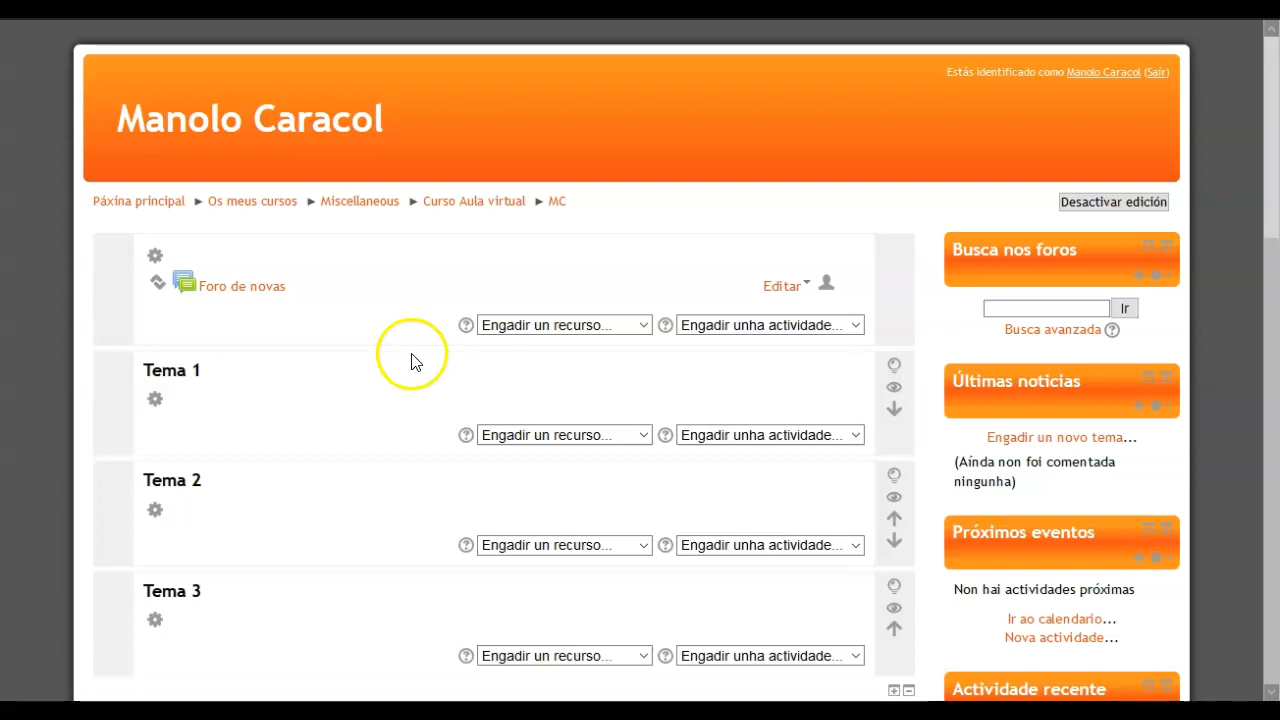 Estás identificado como Manolo Caracol (Saír)
Manolo Caracol
Páxina principal ► Os meus cursos ► Miscellaneous ► Curso Aula virtual ► MC
Desactivar edición
Foro de novas
Editar
Engadir un recurso... Engadir unha actividade...
Tema 1
Engadir un recurso... Engadir unha actividade...
Tema 2
Engadir un recurso... Engadir unha actividade...
Tema 3
Engadir un recurso... Engadir unha actividade...
Busca nos foros
Ir
Busca avanzada
Últimas noticias
Engadir un novo tema...
(Aínda non foi comentada
ningunha)
Próximos eventos
Non hai actividades próximas
Ir ao calendario...
Nova actividade...
Actividade recente